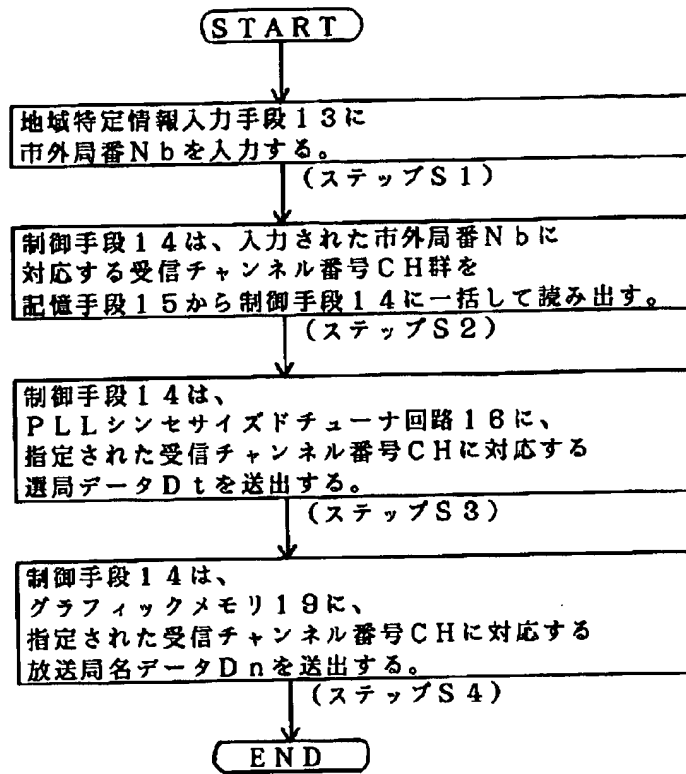 START
地域特定情報入力手段13に
市外局番Nbを入力する。
(ステップS1)
制御手段14は、入力された市外局番Nbに
対応する受信チャンネル番号CH群を
記憶手段15から制御手段14に一括して読み出す。
(ステップS2)
制御手段14は、
PLLシンセサイズドチューナ回路16に、
指定された受信チャンネル番号CHに対応する
選局データDtを送出する。
(ステップS3)
制御手段14は、
グラフィックメモリ19に、
指定された受信チャンネル番号CHに対応する
放送局名データDnを送出する。
(ステップS4)
END